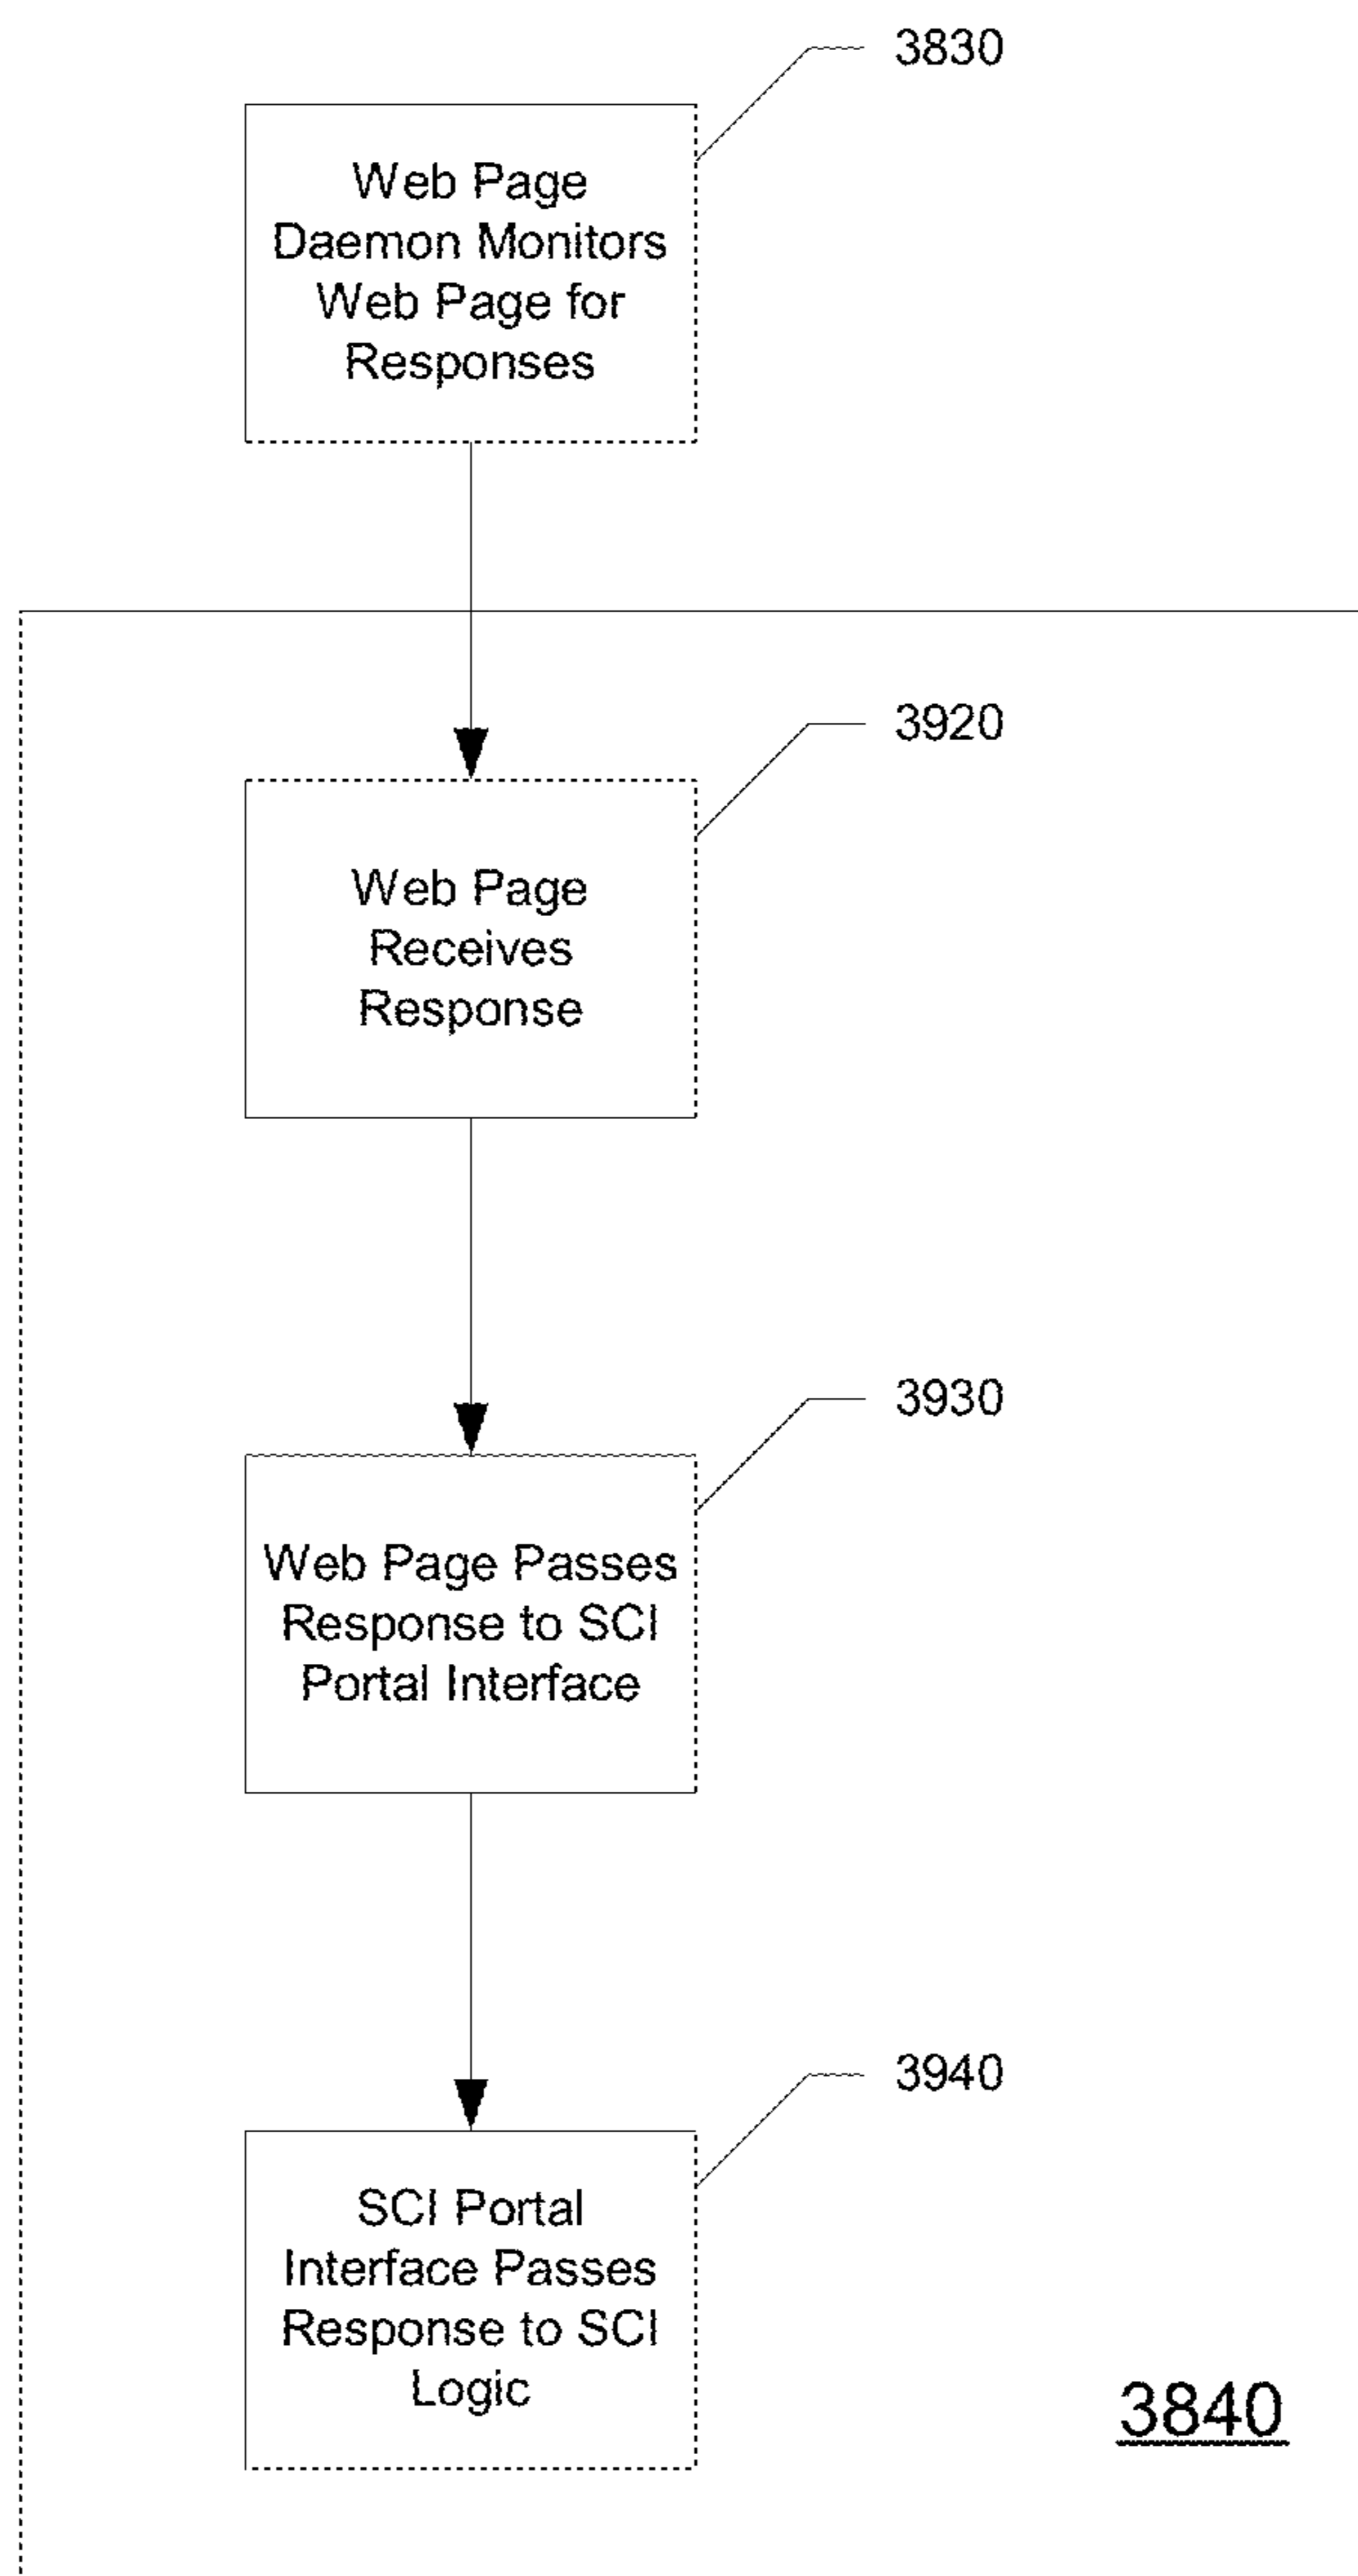 3830
Web Page
Daemon Monitors
Web Page for
Responses
3920
Web Page
Receives
Response
3930
Web Page Passes
Response to SCI
Portal Interface
3940
SCI Portal
Interface Passes
Response to SCI
Logic
3840